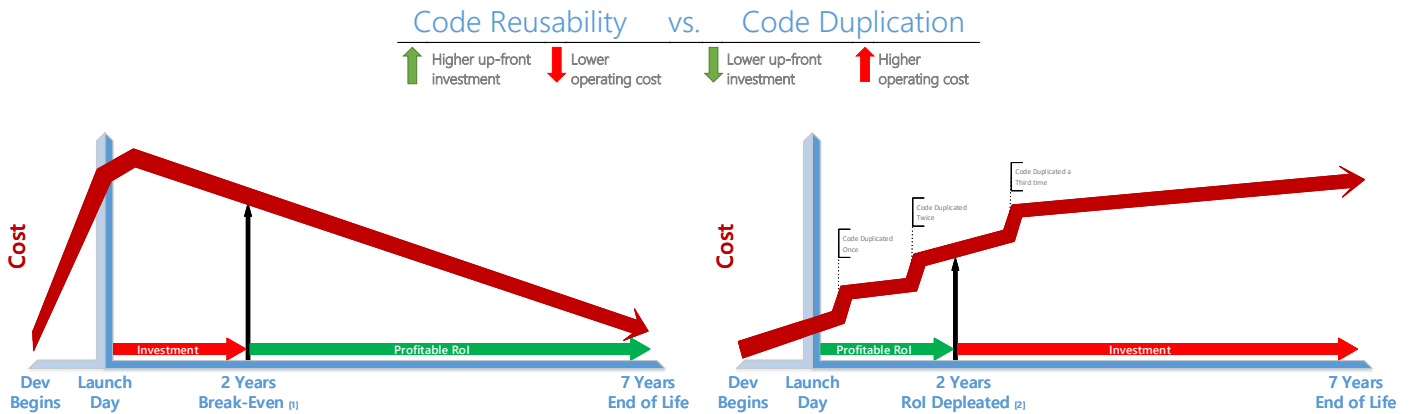 Code Reusability vs. Code Duplication
Higher up-front
investment
Lower
operating cost
Lower up-front
investment
Higher
operating cost
Cost
Investment
Profitable RoI
Dev
Begins
Launch
Day
2 Years
Break-Even [1]
7 Years
End of Life
Cost
Code Duplicated
Once
Code Duplicated
Twice
Code Duplicated a
Third time
Profitable RoI
Investment
Dev
Begins
Launch
Day
2 Years
RoI Depleated [2]
7 Years
End of Life